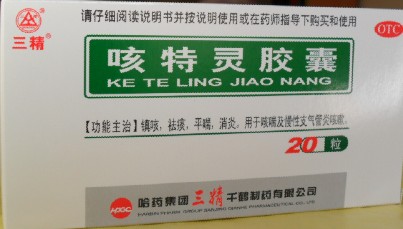 请仔细阅读说明书并按说明使用或在药师指导下购买和使用
OTC
三精®
咳特灵胶囊
KE TE LING JIAO NANG
【功能主治】镇咳，祛痰，平喘，消炎。用于咳喘及慢性支气管炎咳嗽。
20粒
哈药集团三精千鹤制药有限公司